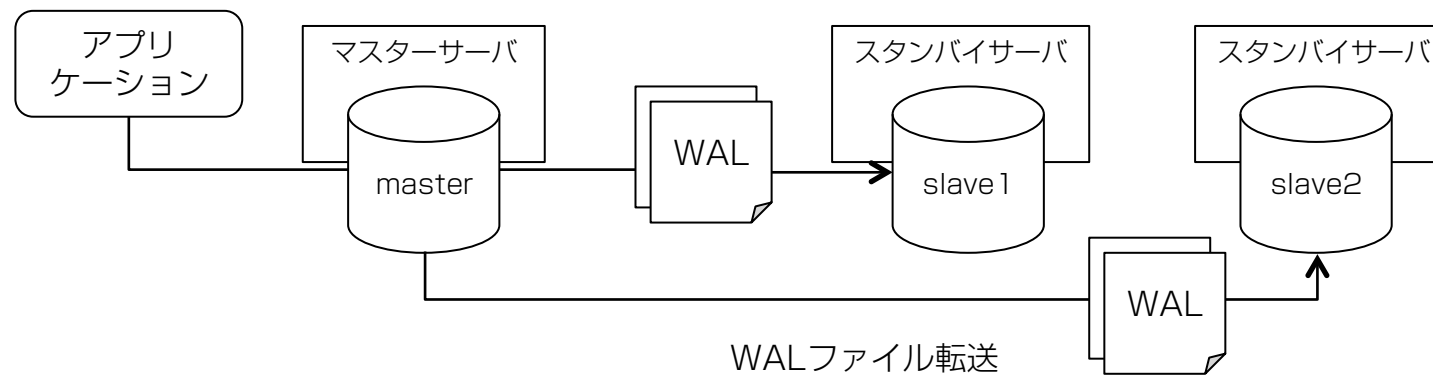 アプリ
ケーション
マスターサーバ
master
WAL
スタンバイサーバ
slave1
スタンバイサーバ
slave2
WAL
WALファイル転送